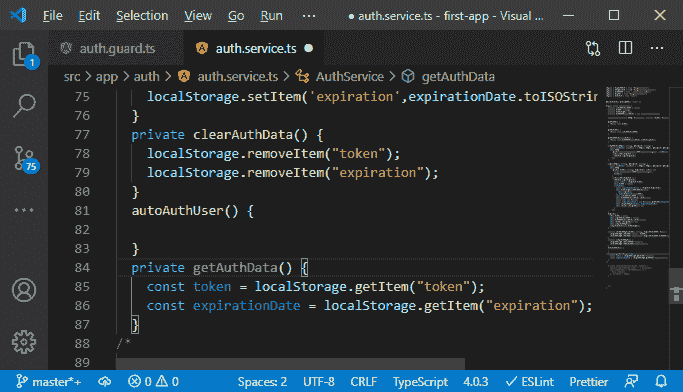 File Edit Selection View Go Run ... ● auth.service.ts - first-app - Visual ...
auth.guard.ts auth.service.ts ● ...
src > app > auth > auth.service.ts > AuthService > getAuthData
1
75
...
75 localStorage.setItem('expiration',expirationDate.toISOStrin
76 }
77 private clearAuthData() {
78 localStorage.removeItem("token");
79 localStorage.removeItem("expiration");
80 }
81 autoAuthUser() {
82
83 }
84 private getAuthData() {
85 const token = localStorage.getItem("token");
86 const expirationDate = localStorage.getItem("expiration");
87 }
88 /*
89
master*+ 0 0 Spaces: 2 UTF-8 CRLF TypeScript 4.0.3 ✓ ESLint Prettier